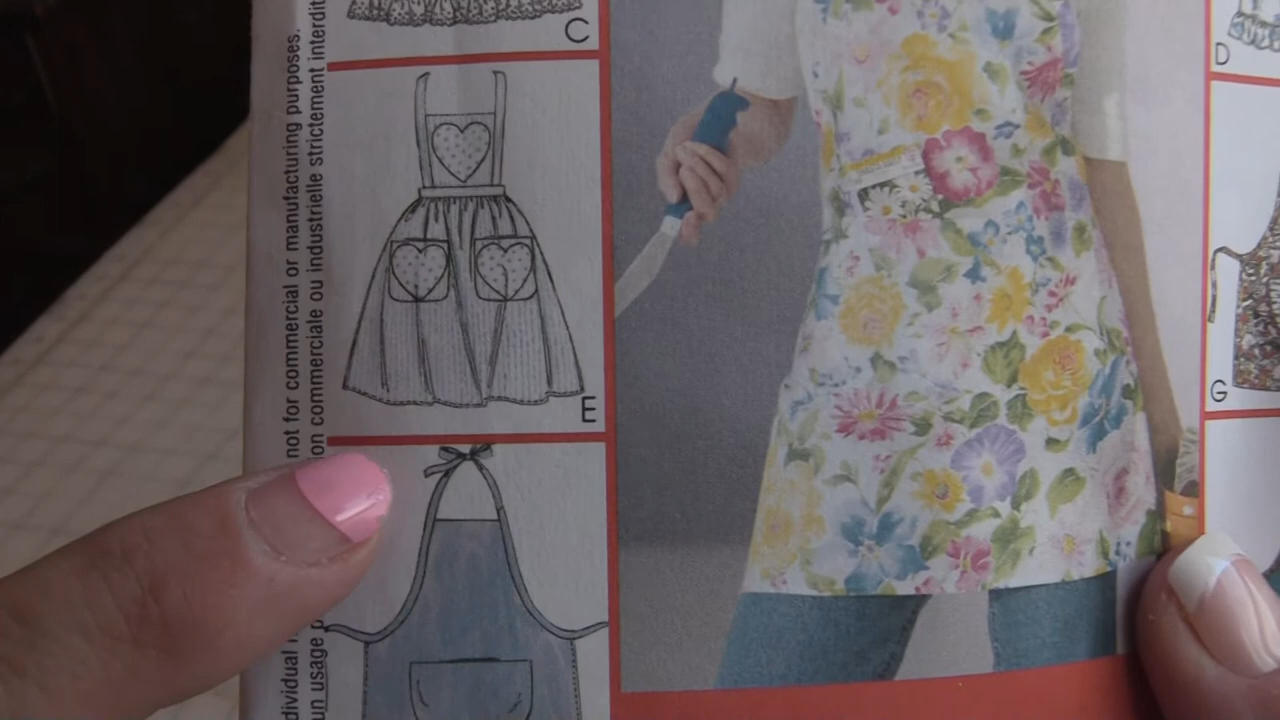 not for commercial or manufacturing purposes.
on commerciale ou industrielle strictement interdit
dividual
un usage
C
E
D
G